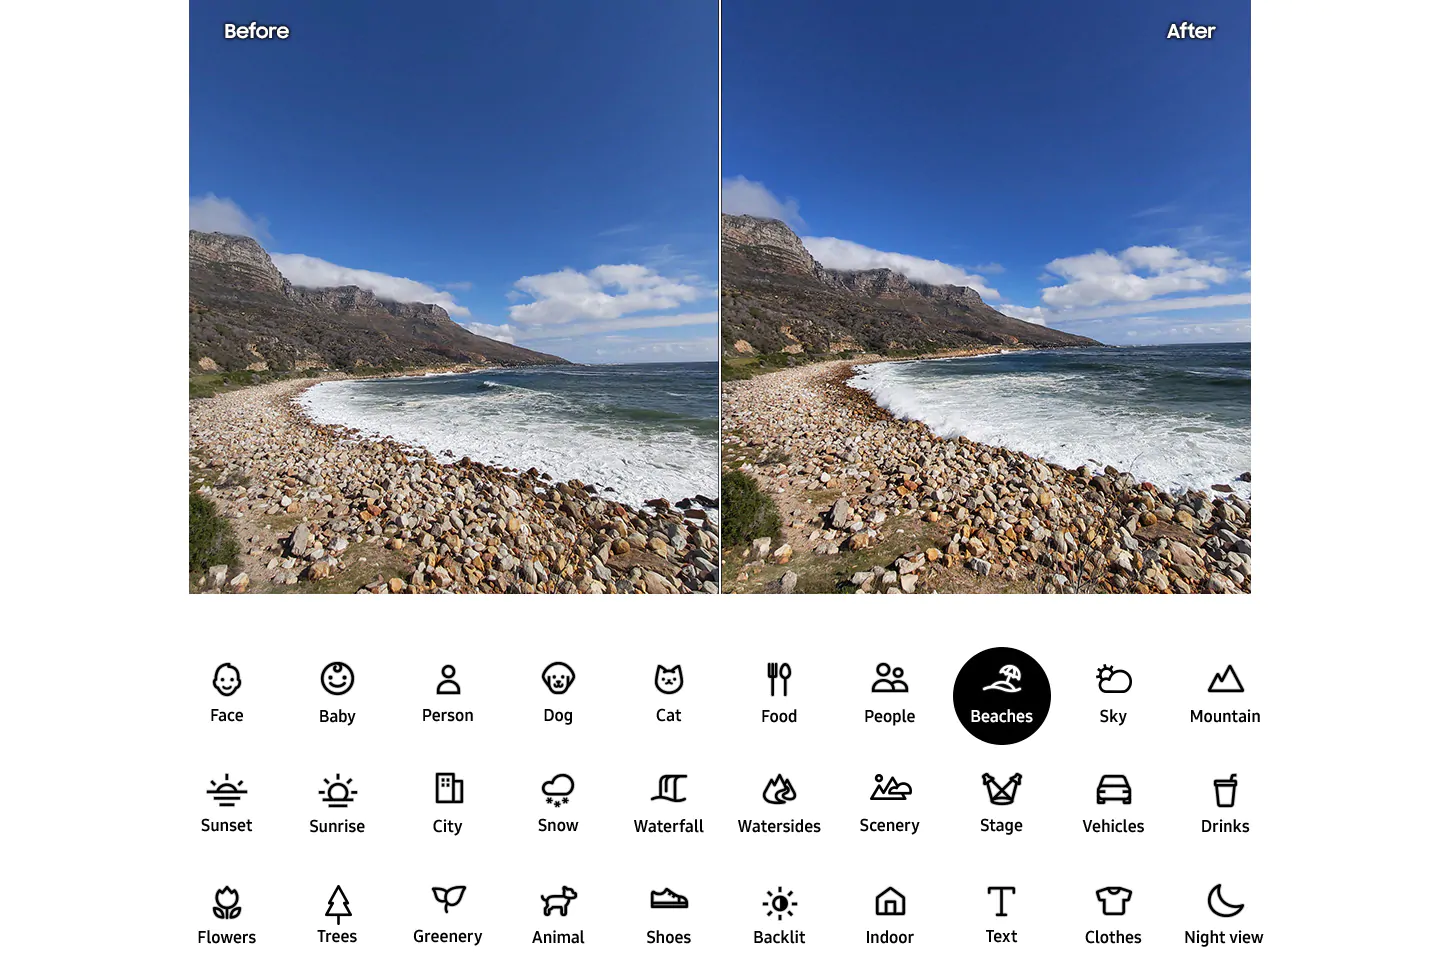 Before
After
Face
Baby
Person
Dog
Cat
Food
People
Beaches
Sky
Mountain
Sunset
Sunrise
City
Snow
Waterfall
Watersides
Scenery
Stage
Vehicles
Drinks
Flowers
Trees
Greenery
Animal
Shoes
Backlit
Indoor
Text
Clothes
Night view